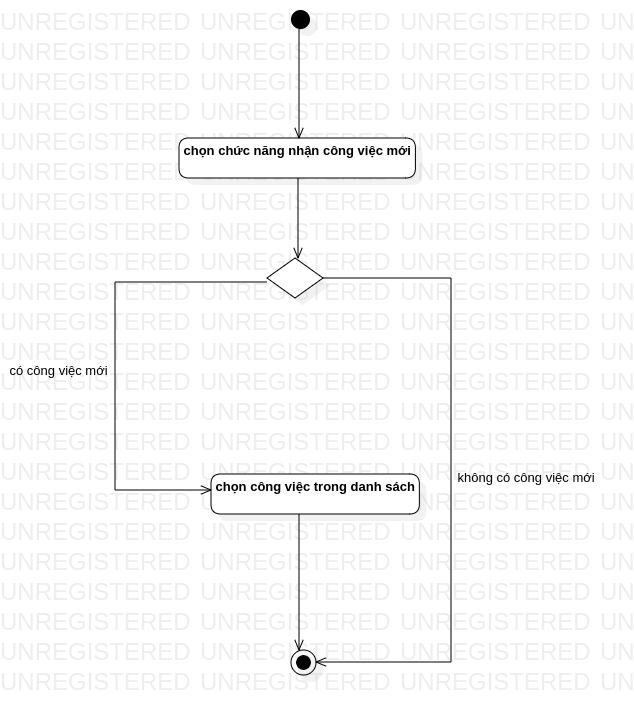 chọn chức năng nhận công việc mới
có công việc mới
không có công việc mới
chọn công việc trong danh sách